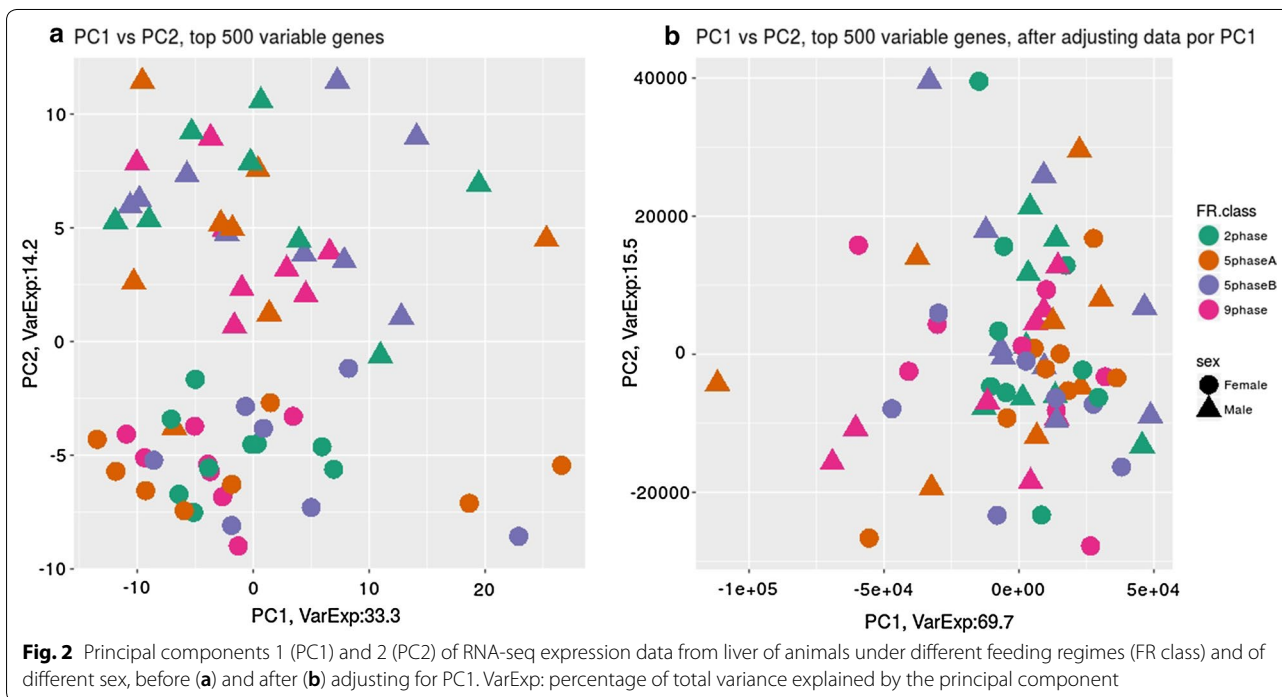 a PC1 vs PC2, top 500 variable genes
10
5
0
-5
-10
PC2, VarExp:14.2
-10 0 10 20
PC1, VarExp:33.3
b PC1 vs PC2, top 500 variable genes, after adjusting data por PC1
40000
20000
0
-20000
PC2, VarExp:15.5
-1e+05 -5e+04 0e+00 5e+04
PC1, VarExp:69.7
FR.class
2phase
5phaseA
5phaseB
9phase
sex
Female
Male
Fig. 2 Principal components 1 (PC1) and 2 (PC2) of RNA-seq expression data from liver of animals under different feeding regimes (FR class) and of
different sex, before (a) and after (b) adjusting for PC1. VarExp: percentage of total variance explained by the principal component